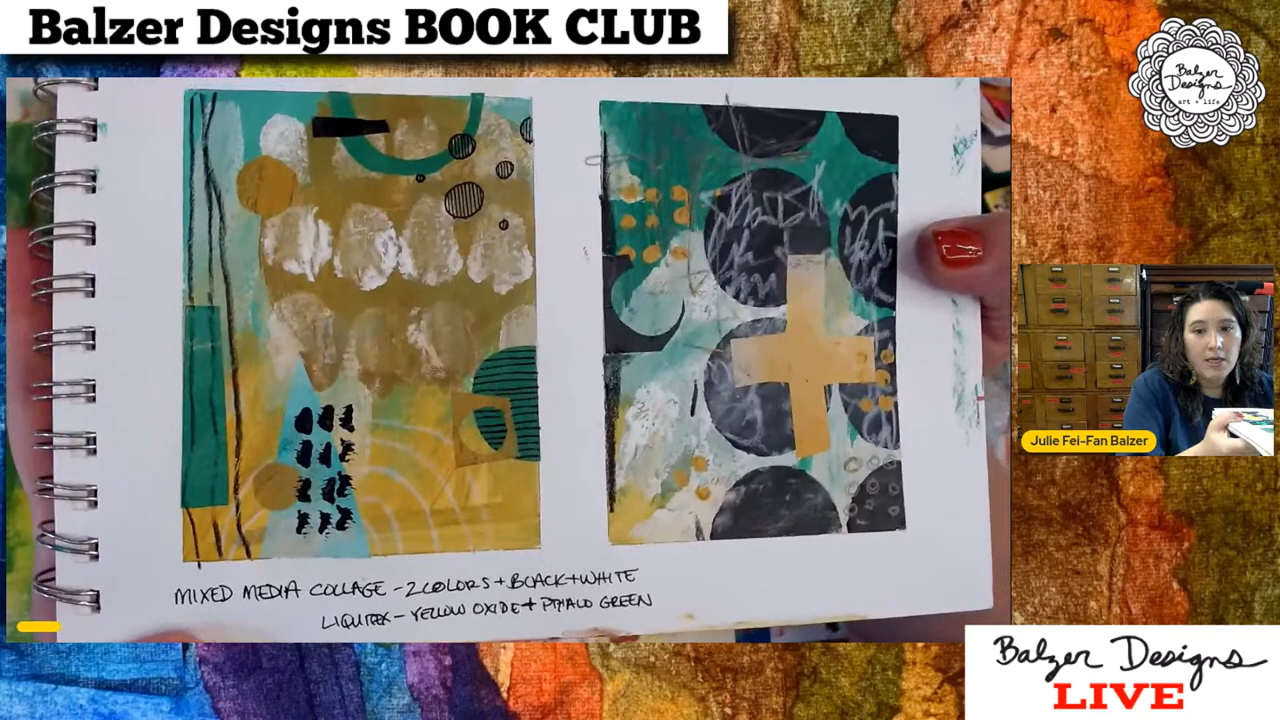 Balzer Designs BOOK CLUB
Balzer
Designs
art + life
Julie Fei-Fan Balzer
MIXED MEDIA COLLAGE - 2 COLORS + BLACK + WHITE
LIQUITEX - YELLOW OXIDE + PTHALO GREEN
Balzer Designs
LIVE